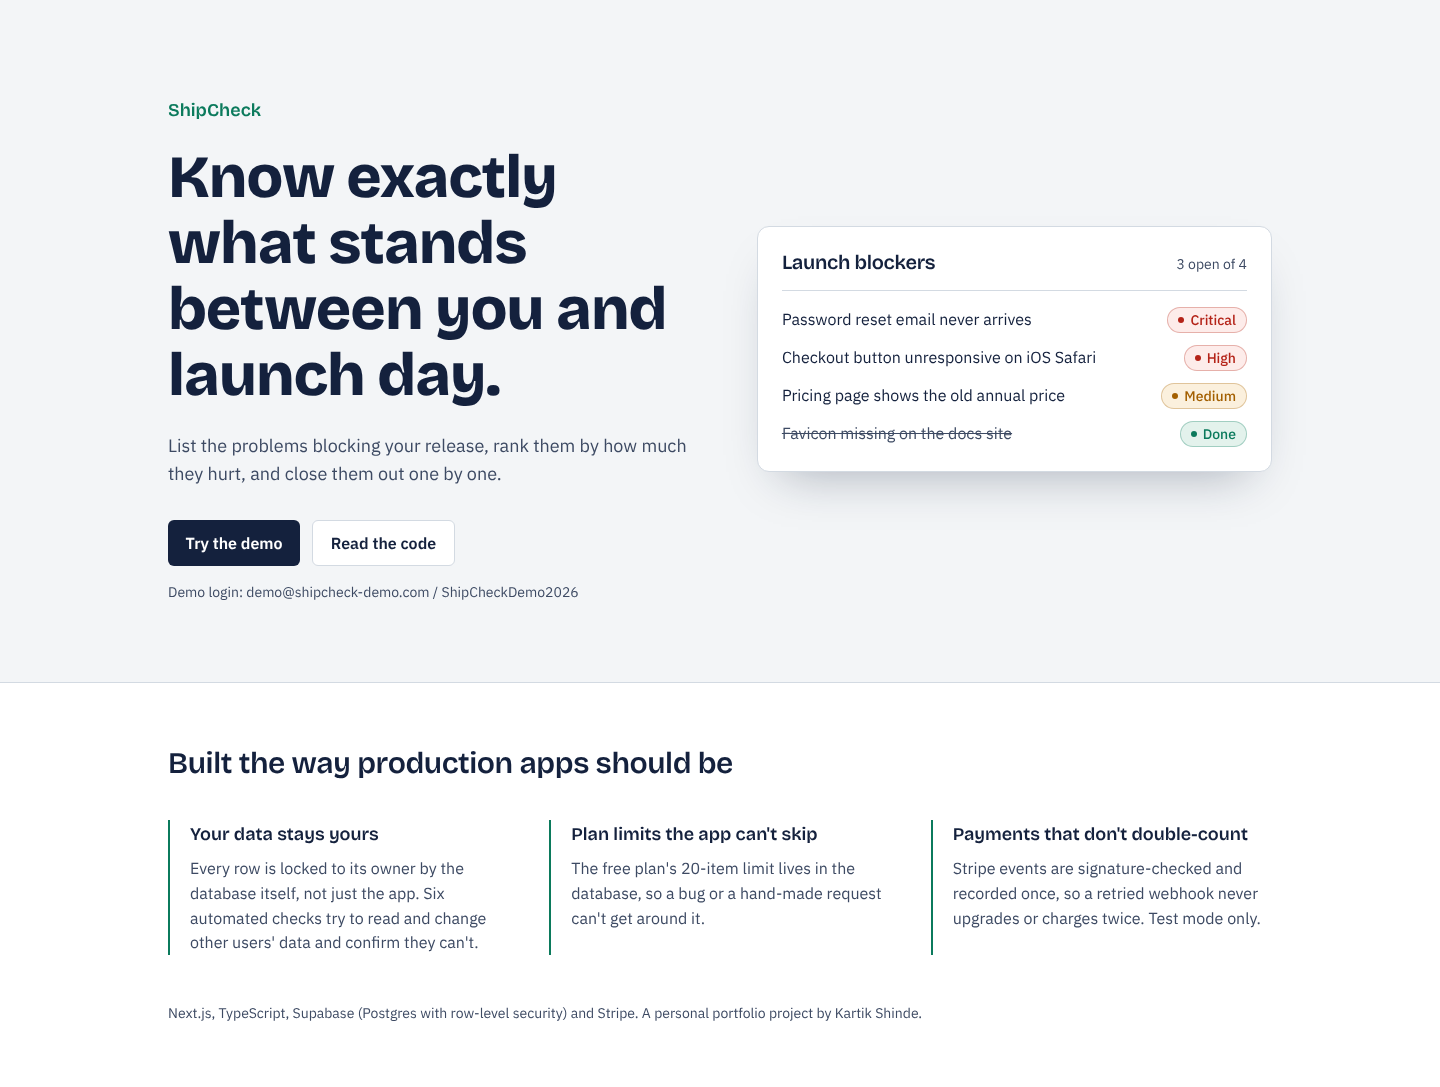 ShipCheck
Know exactly
what stands
between you and
launch day.
List the problems blocking your release, rank them by how much
they hurt, and close them out one by one.
Try the demo
Read the code
Demo login: demo@shipcheck-demo.com / ShipCheckDemo2026
Launch blockers
3 open of 4
Password reset email never arrives
Critical
Checkout button unresponsive on iOS Safari
High
Pricing page shows the old annual price
Medium
Favicon missing on the docs site
Done
Built the way production apps should be
Your data stays yours
Every row is locked to its owner by the
database itself, not just the app. Six
automated checks try to read and change
other users' data and confirm they can't.
Plan limits the app can't skip
The free plan's 20-item limit lives in the
database, so a bug or a hand-made request
can't get around it.
Payments that don't double-count
Stripe events are signature-checked and
recorded once, so a retried webhook never
upgrades or charges twice. Test mode only.
Next.js, TypeScript, Supabase (Postgres with row-level security) and Stripe. A personal portfolio project by Kartik Shinde.